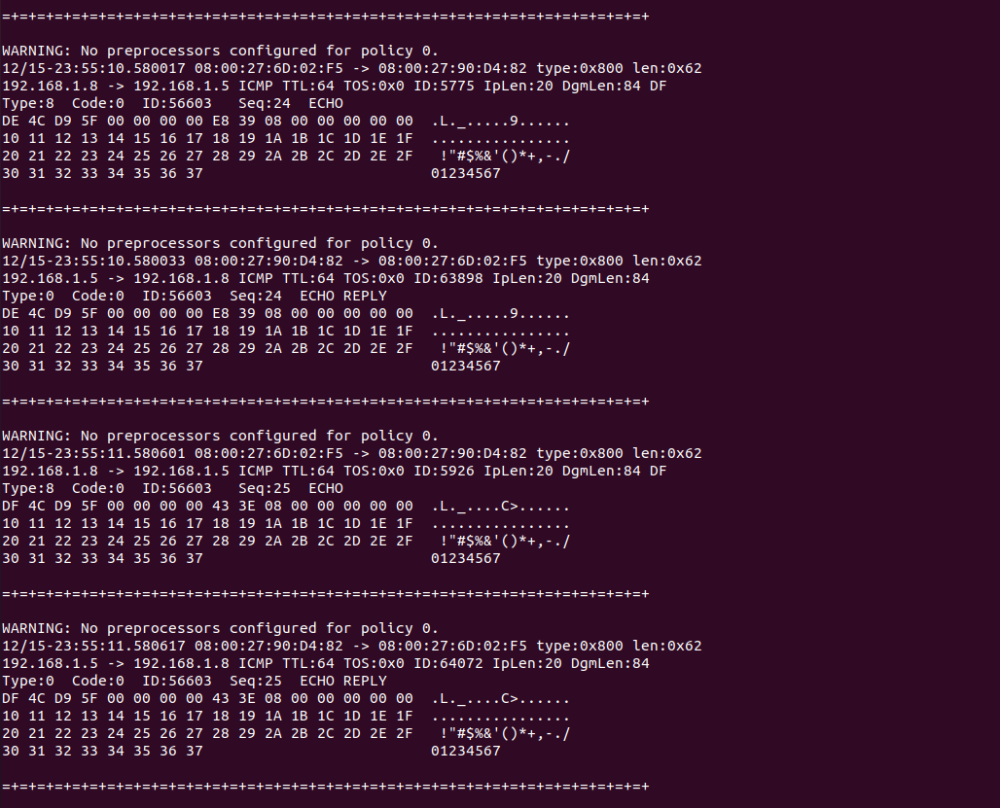 =+=+=+=+=+=+=+=+=+=+=+=+=+=+=+=+=+=+=+=+=+=+=+=+=+=+=+=+=+=+=+=+=+=+=+=+=+
WARNING: No preprocessors configured for policy 0.
12/15-23:55:10.580017 08:00:27:6D:02:F5 -> 08:00:27:90:D4:82 type:0x800 len:0x62
192.168.1.8 -> 192.168.1.5 ICMP TTL:64 TOS:0x0 ID:5775 IpLen:20 DgmLen:84 DF
Type:8  Code:0  ID:56603   Seq:24  ECHO
DE 4C D9 5F 00 00 00 00 E8 39 08 00 00 00 00 00  .L._.....9......
10 11 12 13 14 15 16 17 18 19 1A 1B 1C 1D 1E 1F  ................
20 21 22 23 24 25 26 27 28 29 2A 2B 2C 2D 2E 2F   !"#$%&'()*+,-./
30 31 32 33 34 35 36 37                          01234567
=+=+=+=+=+=+=+=+=+=+=+=+=+=+=+=+=+=+=+=+=+=+=+=+=+=+=+=+=+=+=+=+=+=+=+=+=+
WARNING: No preprocessors configured for policy 0.
12/15-23:55:10.580033 08:00:27:90:D4:82 -> 08:00:27:6D:02:F5 type:0x800 len:0x62
192.168.1.5 -> 192.168.1.8 ICMP TTL:64 TOS:0x0 ID:63898 IpLen:20 DgmLen:84
Type:0  Code:0  ID:56603  Seq:24  ECHO REPLY
DE 4C D9 5F 00 00 00 00 E8 39 08 00 00 00 00 00  .L._.....9......
10 11 12 13 14 15 16 17 18 19 1A 1B 1C 1D 1E 1F  ................
20 21 22 23 24 25 26 27 28 29 2A 2B 2C 2D 2E 2F   !"#$%&'()*+,-./
30 31 32 33 34 35 36 37                          01234567
=+=+=+=+=+=+=+=+=+=+=+=+=+=+=+=+=+=+=+=+=+=+=+=+=+=+=+=+=+=+=+=+=+=+=+=+=+
WARNING: No preprocessors configured for policy 0.
12/15-23:55:11.580601 08:00:27:6D:02:F5 -> 08:00:27:90:D4:82 type:0x800 len:0x62
192.168.1.8 -> 192.168.1.5 ICMP TTL:64 TOS:0x0 ID:5926 IpLen:20 DgmLen:84 DF
Type:8  Code:0  ID:56603   Seq:25  ECHO
DF 4C D9 5F 00 00 00 00 43 3E 08 00 00 00 00 00  .L._....C>......
10 11 12 13 14 15 16 17 18 19 1A 1B 1C 1D 1E 1F  ................
20 21 22 23 24 25 26 27 28 29 2A 2B 2C 2D 2E 2F   !"#$%&'()*+,-./
30 31 32 33 34 35 36 37                          01234567
=+=+=+=+=+=+=+=+=+=+=+=+=+=+=+=+=+=+=+=+=+=+=+=+=+=+=+=+=+=+=+=+=+=+=+=+=+
WARNING: No preprocessors configured for policy 0.
12/15-23:55:11.580617 08:00:27:90:D4:82 -> 08:00:27:6D:02:F5 type:0x800 len:0x62
192.168.1.5 -> 192.168.1.8 ICMP TTL:64 TOS:0x0 ID:64072 IpLen:20 DgmLen:84
Type:0  Code:0  ID:56603  Seq:25  ECHO REPLY
DF 4C D9 5F 00 00 00 00 43 3E 08 00 00 00 00 00  .L._....C>......
10 11 12 13 14 15 16 17 18 19 1A 1B 1C 1D 1E 1F  ................
20 21 22 23 24 25 26 27 28 29 2A 2B 2C 2D 2E 2F   !"#$%&'()*+,-./
30 31 32 33 34 35 36 37                          01234567
=+=+=+=+=+=+=+=+=+=+=+=+=+=+=+=+=+=+=+=+=+=+=+=+=+=+=+=+=+=+=+=+=+=+=+=+=+